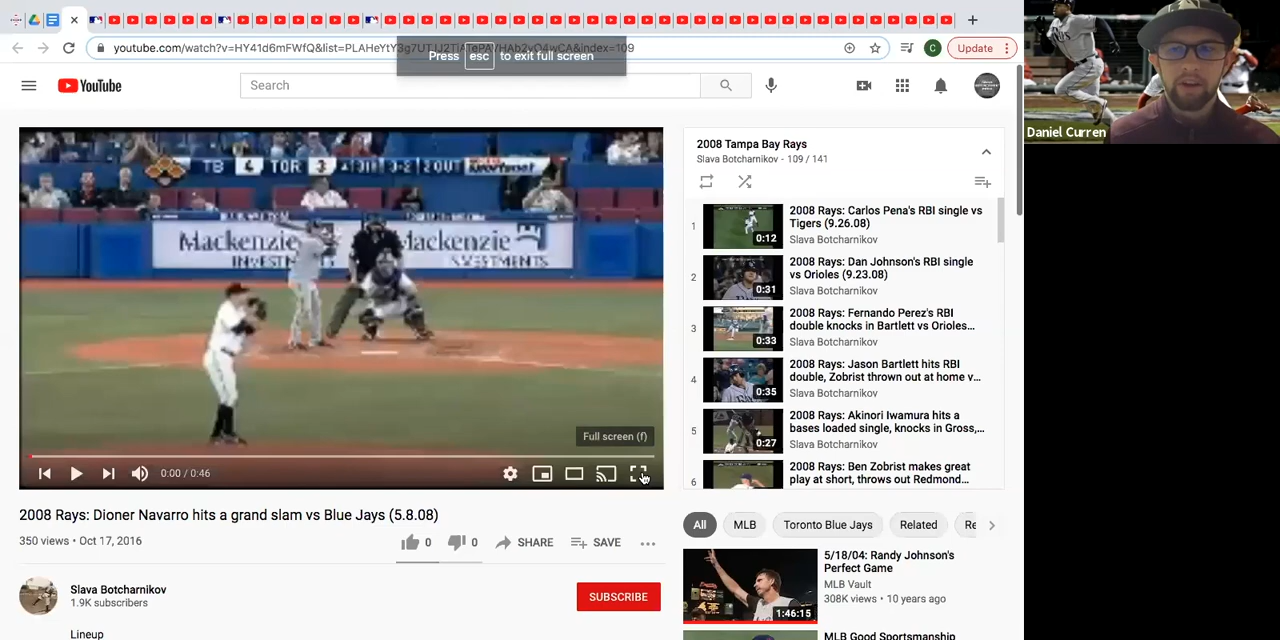 youtube.com/watch?v=HY41d6mFWfQ&list=PLAHeYtY3g7UTJJ2TiATePAVHAb2vO4wCA&index=109
Update
Press esc to exit full screen
YouTube
Search
TB 4 TOR 3 2 OUT
Mackenzie
INVESTMENTS
Mackenzie
INVESTMENTS
Full screen (f)
0:00 / 0:46
2008 Rays: Dioner Navarro hits a grand slam vs Blue Jays (5.8.08)
350 views • Oct 17, 2016
0
0
SHARE
SAVE
Slava Botcharnikov
1.9K subscribers
SUBSCRIBE
Lineup
2008 Tampa Bay Rays
Slava Botcharnikov - 109 / 141
1
0:12
2008 Rays: Carlos Pena's RBI single vs
Tigers (9.26.08)
Slava Botcharnikov
2
0:31
2008 Rays: Dan Johnson's RBI single
vs Orioles (9.23.08)
Slava Botcharnikov
3
0:33
2008 Rays: Fernando Perez's RBI
double knocks in Bartlett vs Orioles...
Slava Botcharnikov
4
0:35
2008 Rays: Jason Bartlett hits RBI
double, Zobrist thrown out at home v...
Slava Botcharnikov
5
0:27
2008 Rays: Akinori Iwamura hits a
bases loaded single, knocks in Gross,...
Slava Botcharnikov
6
2008 Rays: Ben Zobrist makes great
play at short, throws out Redmond...
All
MLB
Toronto Blue Jays
Related
Re
1:46:15
5/18/04: Randy Johnson's
Perfect Game
MLB Vault
308K views • 10 years ago
MLB Good Sportsmanship
Daniel Curren
RAYS
C